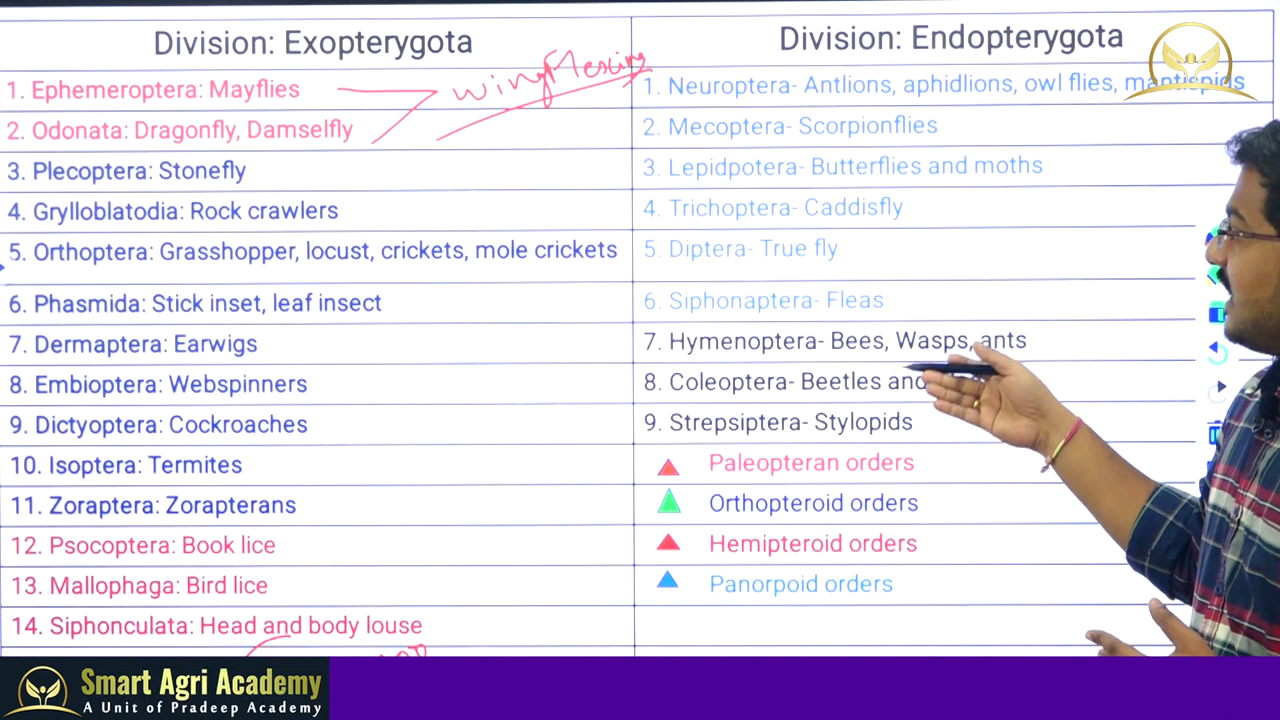 Division: Exopterygota
1. Ephemeroptera: Mayflies
wing Flexing
2. Odonata: Dragonfly, Damselfly
3. Plecoptera: Stonefly
4. Grylloblatodia: Rock crawlers
5. Orthoptera: Grasshopper, locust, crickets, mole crickets
6. Phasmida: Stick inset, leaf insect
7. Dermaptera: Earwigs
8. Embioptera: Webspinners
9. Dictyoptera: Cockroaches
10. Isoptera: Termites
11. Zoraptera: Zorapterans
12. Psocoptera: Book lice
13. Mallophaga: Bird lice
14. Siphonculata: Head and body louse
Division: Endopterygota
1. Neuroptera- Antlions, aphidlions, owl flies, mantispids
2. Mecoptera- Scorpionflies
3. Lepidpotera- Butterflies and moths
4. Trichoptera- Caddisfly
5. Diptera- True fly
6. Siphonaptera- Fleas
7. Hymenoptera- Bees, Wasps, ants
8. Coleoptera- Beetles and
9. Strepsiptera- Stylopids
Paleopteran orders
Orthopteroid orders
Hemipteroid orders
Panorpoid orders
Smart Agri Academy
A Unit of Pradeep Academy